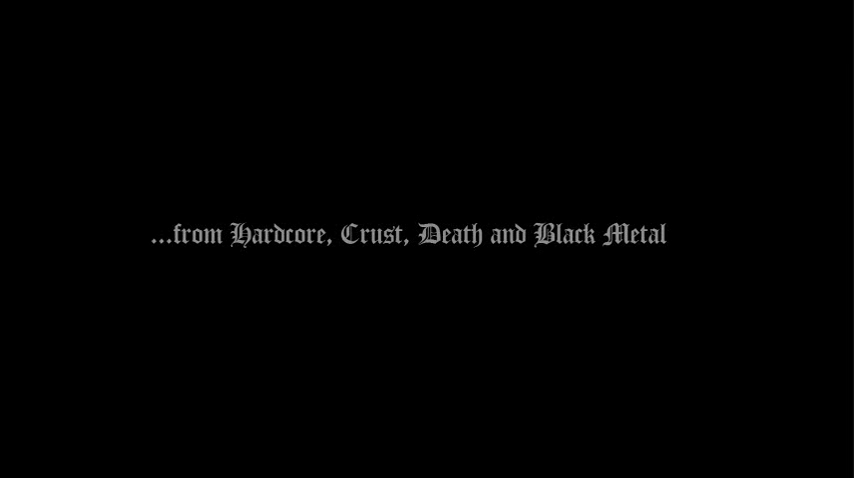 ...from Hardcore, Crust, Death and Black Metal